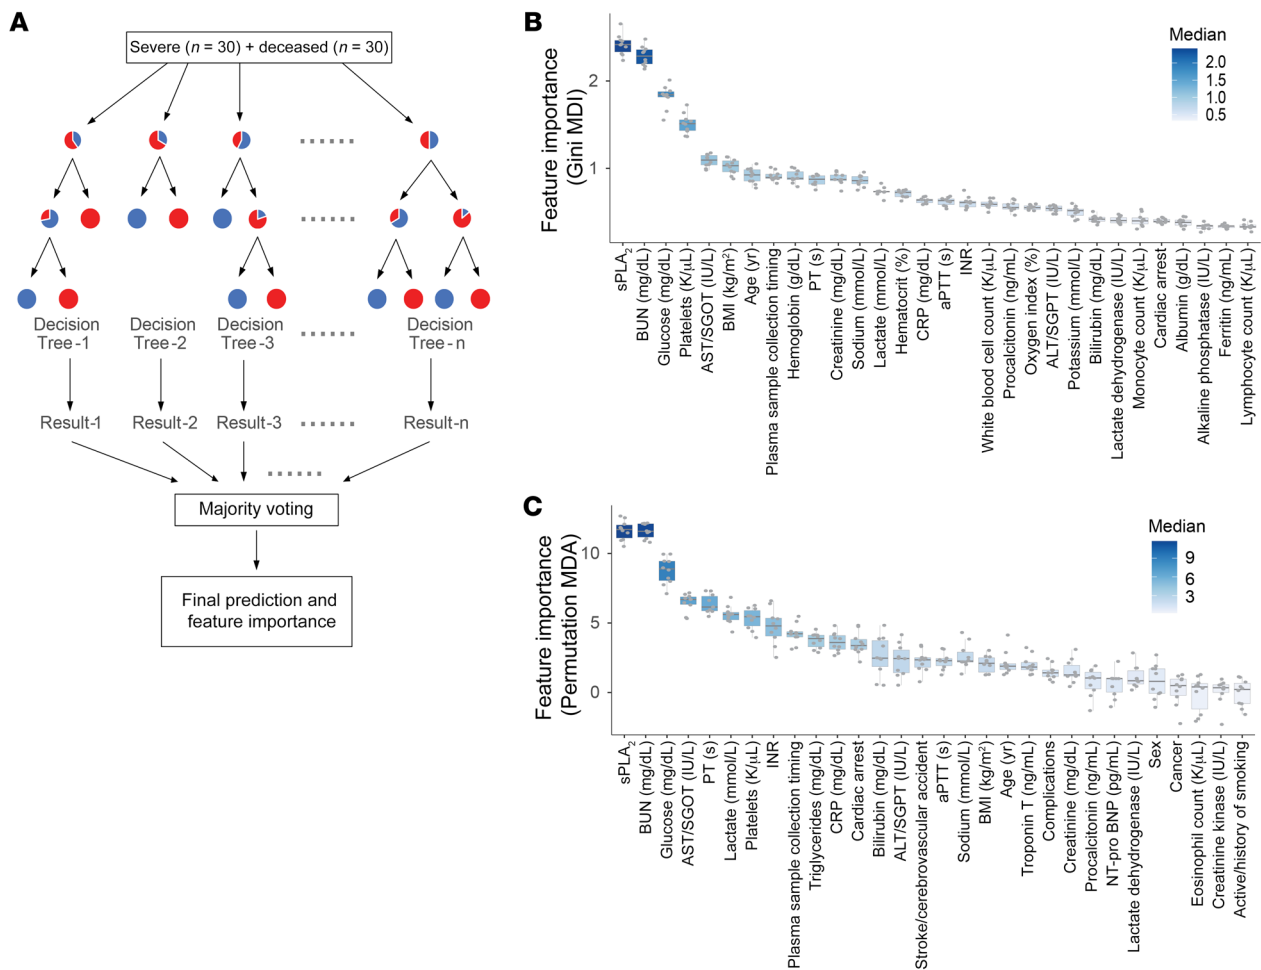 A
Severe (n = 30) + deceased (n = 30)
Decision
Tree-1
Decision
Tree-2
Decision
Tree-3
Decision
Tree-n
Result-1
Result-2
Result-3
Result-n
Majority voting
Final prediction and
feature importance
B
Feature importance
(Gini MDI)
2
1
Median
2.0
1.5
1.0
0.5
sPLA2
BUN (mg/dL)
Glucose (mg/dL)
Platelets (K/µL)
AST/SGOT (IU/L)
BMI (kg/m²)
Age (yr)
Plasma sample collection timing
Hemoglobin (g/dL)
PT (s)
Creatinine (mg/dL)
Sodium (mmol/L)
Lactate (mmol/L)
Hematocrit (%)
CRP (mg/dL)
aPTT (s)
INR
White blood cell count (K/µL)
Procalcitonin (ng/mL)
Oxygen index (%)
ALT/SGPT (IU/L)
Potassium (mmol/L)
Bilirubin (mg/dL)
Lactate dehydrogenase (IU/L)
Monocyte count (K/µL)
Cardiac arrest
Albumin (g/dL)
Alkaline phosphatase (IU/L)
Ferritin (ng/mL)
Lymphocyte count (K/µL)
C
Feature importance
(Permutation MDA)
10
5
0
Median
9
6
3
sPLA2
BUN (mg/dL)
Glucose (mg/dL)
AST/SGOT (IU/L)
PT (s)
Lactate (mmol/L)
Platelets (K/µL)
INR
Plasma sample collection timing
Triglycerides (mg/dL)
CRP (mg/dL)
Cardiac arrest
Bilirubin (mg/dL)
ALT/SGPT (IU/L)
Stroke/cerebrovascular accident
aPTT (s)
Sodium (mmol/L)
BMI (kg/m²)
Age (yr)
Troponin T (ng/mL)
Complications
Creatinine (mg/dL)
Procalcitonin (ng/mL)
NT-pro BNP (pg/mL)
Lactate dehydrogenase (IU/L)
Sex
Cancer
Eosinophil count (K/µL)
Creatinine kinase (IU/L)
Active/history of smoking